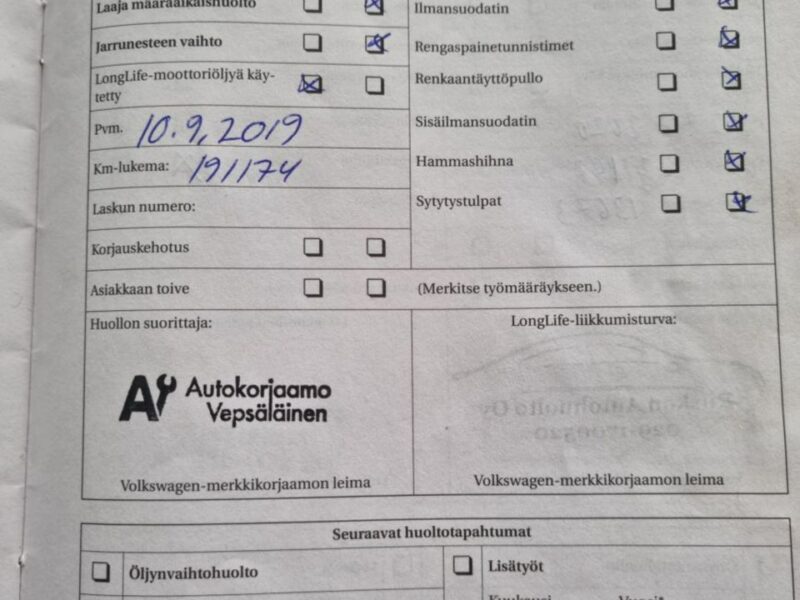 Laaja määräaikaishuolto
Jarrunesteen vaihto
LongLife-moottoriöljyä käy-
tetty
Pvm. 10.9.2019
Km-lukema: 191174
Laskun numero:
Korjauskehotus
Asiakkaan toive
Ilmansuodatin
Rengaspainetunnistimet
Renkaantäyttöpullo
Sisäilmansuodatin
Hammashihna
Sytytystulpat
(Merkitse työmääräykseen.)
Huollon suorittaja:
Autokorjaamo
Vepsäläinen
Volkswagen-merkkikorjaamon leima
LongLife-liikkumisturva:
Volkswagen-merkkikorjaamon leima
Seuraavat huoltotapahtumat
Öljynvaihtohuolto
Lisätyöt